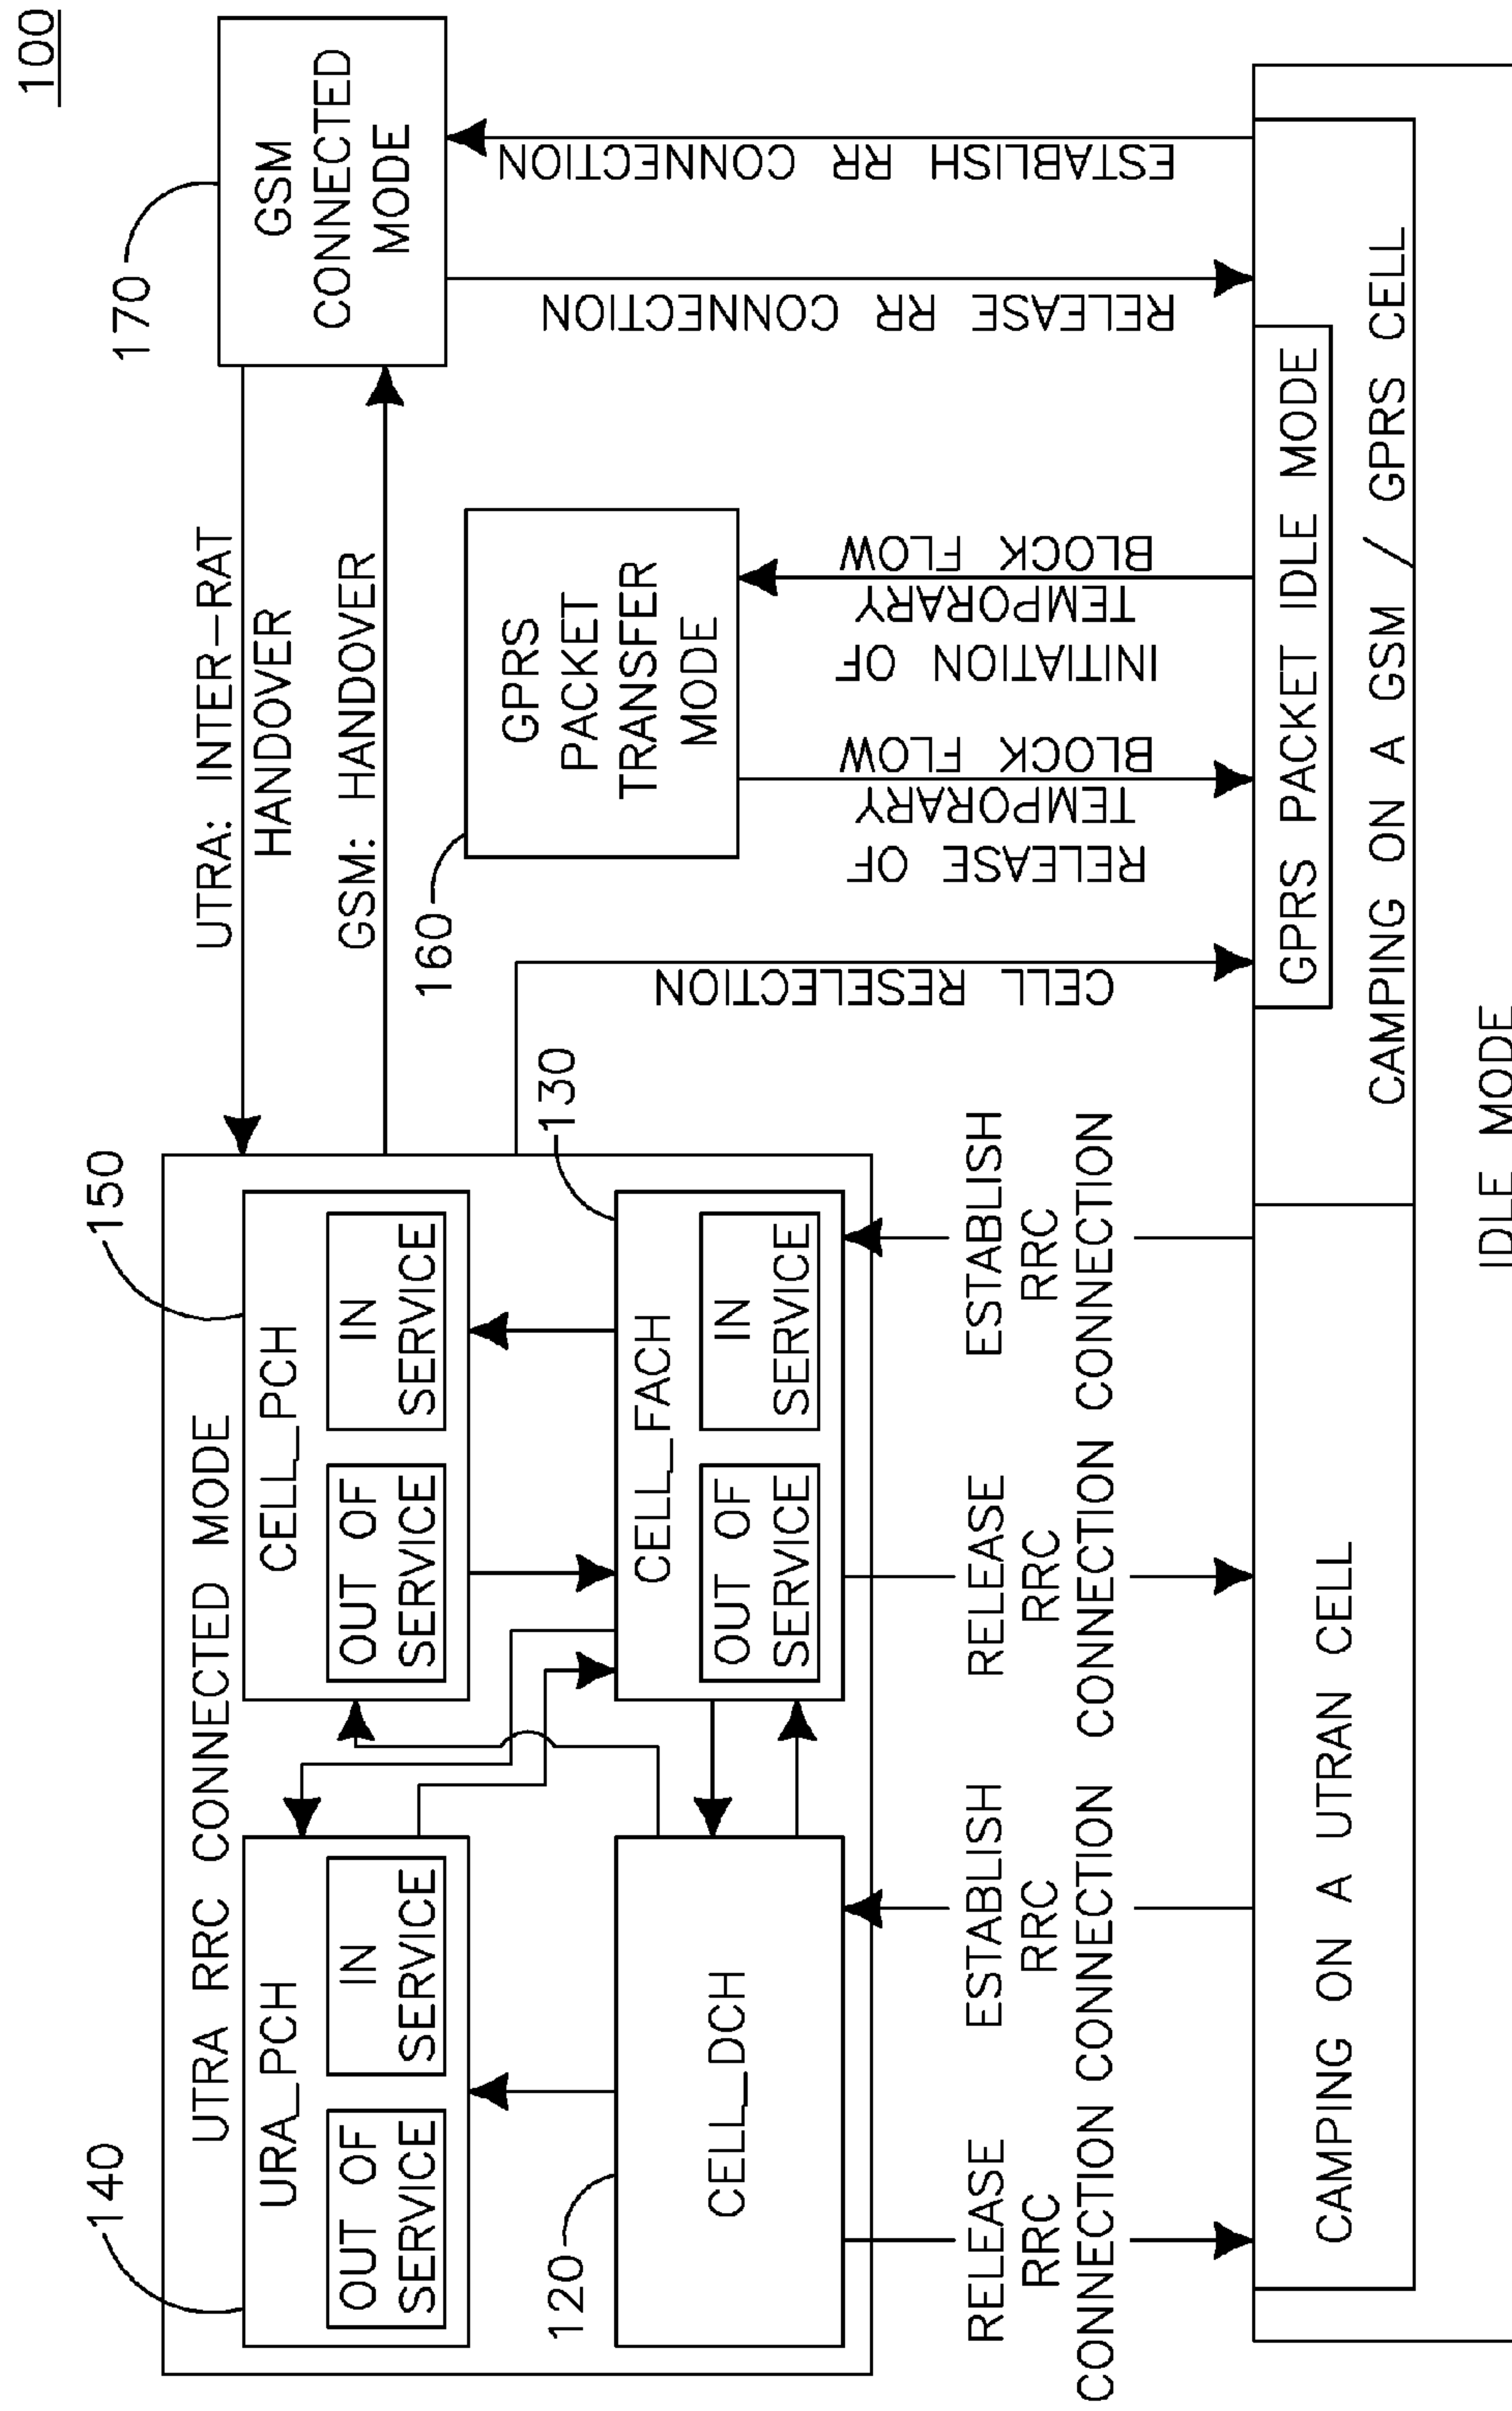 100
UTRA RRC CONNECTED MODE
140
URA_PCH
OUT OF
SERVICE
IN
SERVICE
150
CELL_PCH
OUT OF
SERVICE
IN
SERVICE
120
CELL_DCH
130
CELL_FACH
OUT OF
SERVICE
IN
SERVICE
UTRA: INTER-RAT
HANDOVER
GSM: HANDOVER
170
GSM
CONNECTED
MODE
160
GPRS
PACKET
TRANSFER
MODE
RELEASE
RRC
CONNECTION
ESTABLISH
RRC
CONNECTION
RELEASE
RRC
CONNECTION
ESTABLISH
RRC
CONNECTION
CELL RESELECTION
RELEASE OF
TEMPORARY
BLOCK FLOW
INITIATION OF
TEMPORARY
BLOCK FLOW
RELEASE RR CONNECTION
ESTABLISH RR CONNECTION
GPRS PACKET IDLE MODE
CAMPING ON A UTRAN CELL
CAMPING ON A GSM / GPRS CELL
IDLE MODE